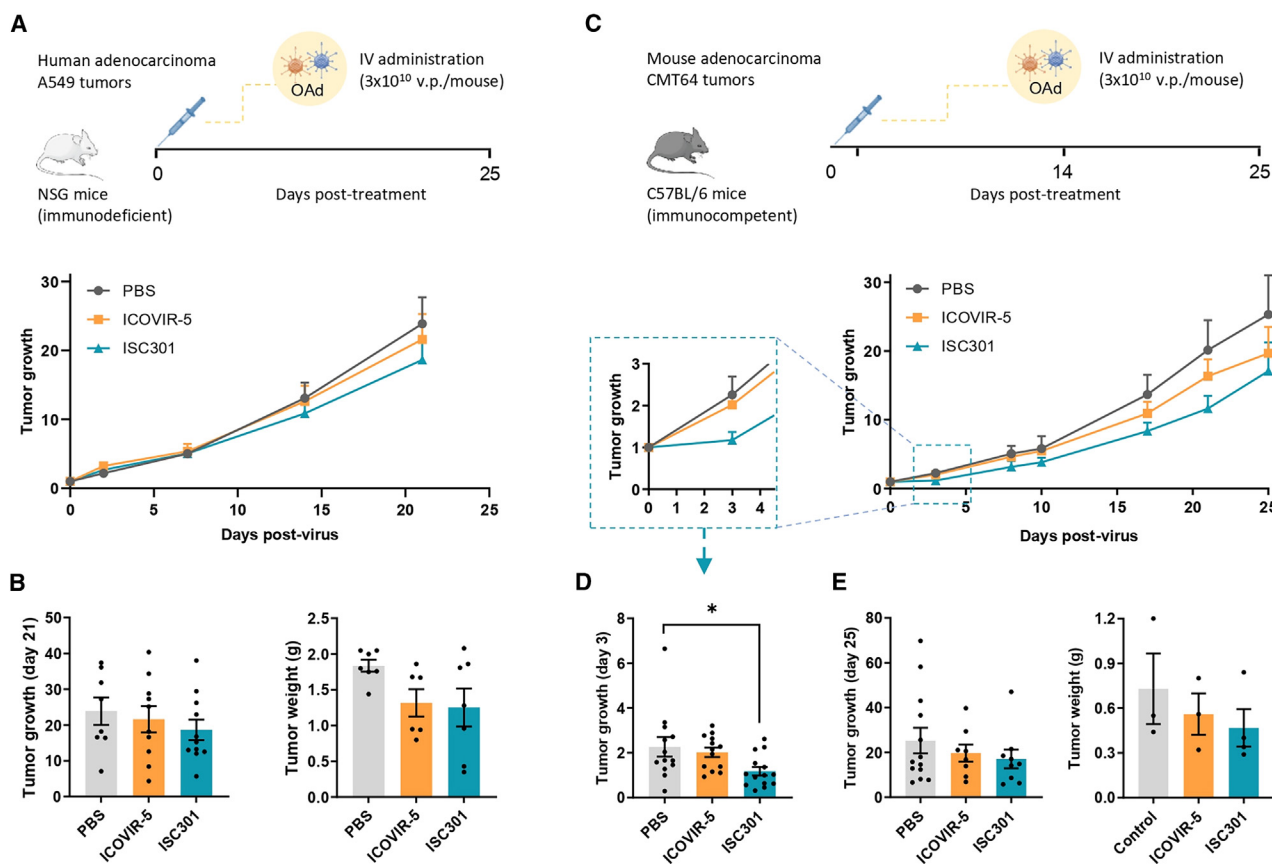 A
Human adenocarcinoma
A549 tumors
OAd
IV administration
(3x10¹⁰ v.p./mouse)
NSG mice
(immunodeficient)
0
25
Days post-treatment
30
20
10
0
Tumor growth
PBS
ICOVIR-5
ISC301
0
5
10
15
20
25
Days post-virus
B
50
40
30
20
10
0
Tumor growth (day 21)
PBS
ICOVIR-5
ISC301
2.5
2.0
1.5
1.0
0.5
0.0
Tumor weight (g)
PBS
ICOVIR-5
ISC301
C
Mouse adenocarcinoma
CMT64 tumors
OAd
IV administration
(3x10¹⁰ v.p./mouse)
C57BL/6 mice
(immunocompetent)
0
14
25
Days post-treatment
3
2
1
0
Tumor growth
0
1
2
3
4
30
20
10
0
Tumor growth
PBS
ICOVIR-5
ISC301
0
5
10
15
20
25
Days post-virus
D
8
6
4
2
0
Tumor growth (day 3)
*
PBS
ICOVIR-5
ISC301
E
80
60
40
20
0
Tumor growth (day 25)
PBS
ICOVIR-5
ISC301
1.2
0.9
0.6
0.3
0.0
Tumor weight (g)
Control
ICOVIR-5
ISC301